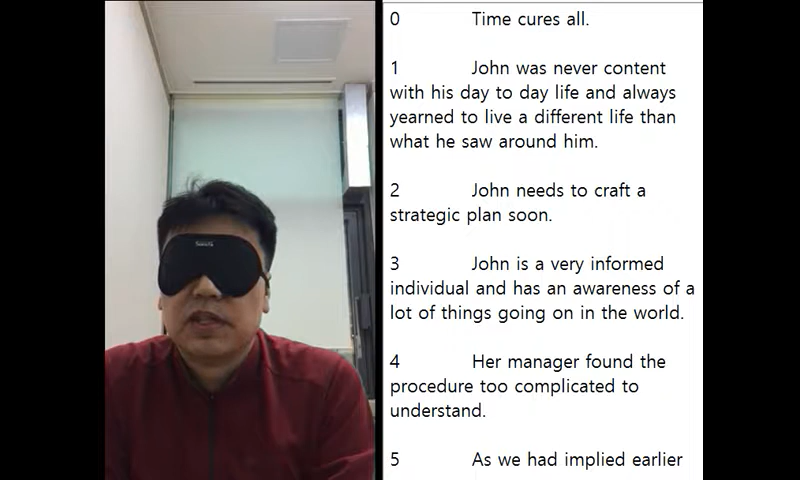 0 Time cures all.
1 John was never content
with his day to day life and always
yearned to live a different life than
what he saw around him.
2 John needs to craft a
strategic plan soon.
3 John is a very informed
individual and has an awareness of a
lot of things going on in the world.
4 Her manager found the
procedure too complicated to
understand.
5 As we had implied earlier